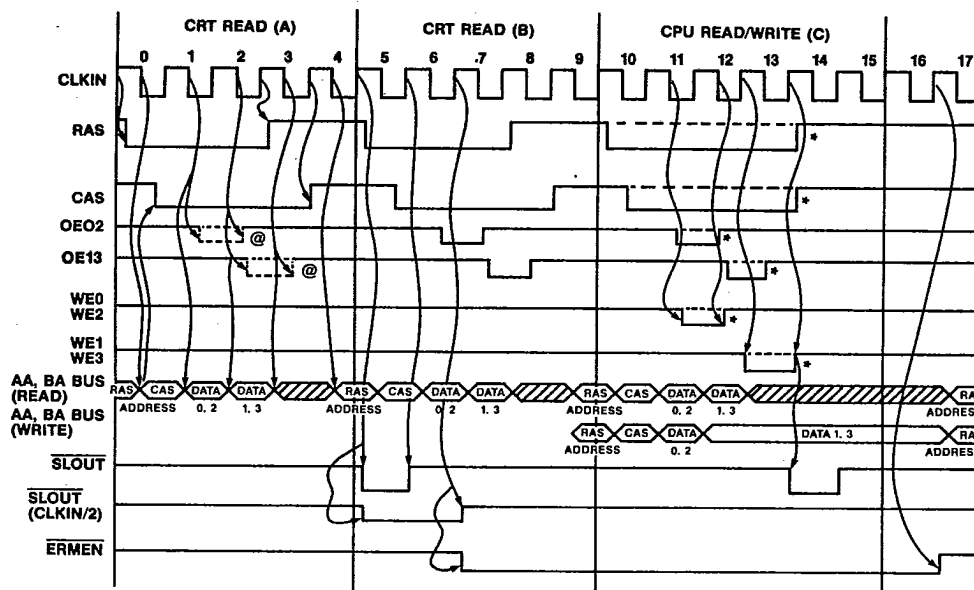 CRT READ (A) CRT READ (B) CPU READ/WRITE (C)
0 1 2 3 4 5 6 7 8 9 10 11 12 13 14 15 16 17
CLKIN
RAS
*
CAS
*
OEO2
@ *
OE13
@ *
WE0
WE2
*
WE1
WE3
*
AA, BA BUS
(READ)
RAS CAS DATA DATA RAS CAS DATA DATA RAS CAS DATA DATA RA
ADDRESS 0, 2 1, 3 ADDRESS 0, 2 1, 3 ADDRESS 0, 2 1, 3 ADDRES
AA, BA BUS
(WRITE)
RAS CAS DATA DATA 1, 3 RA
ADDRESS 0, 2 ADDRES
SLOUT
SLOUT
(CLKIN/2)
ERMEN